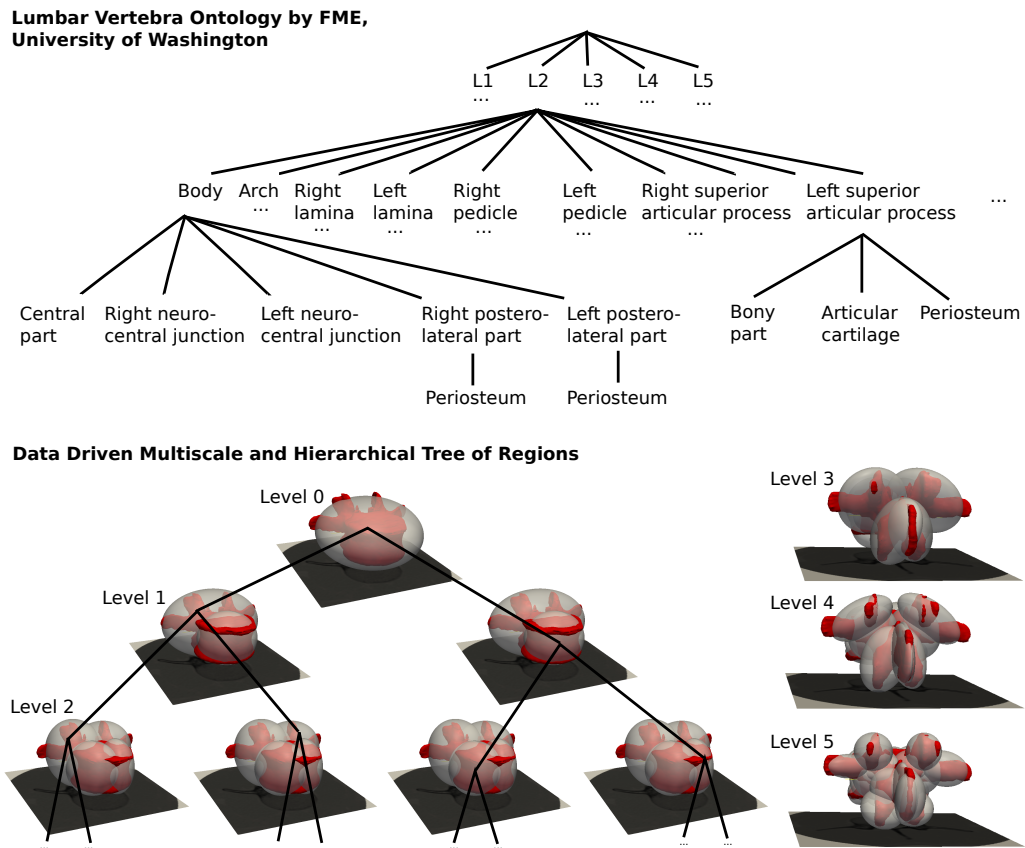 Lumbar Vertebra Ontology by FME,
University of Washington
L1 L2 L3 L4 L5
... ... ... ...
Body Arch Right Left Right Left Right superior Left superior
... lamina lamina pedicle pedicle articular process articular process ...
... ... ... ... ...
Central Right neuro- Left neuro- Right postero- Left postero- Bony Articular Periosteum
part central junction central junction lateral part lateral part part cartilage
Periosteum Periosteum
Data Driven Multiscale and Hierarchical Tree of Regions
Level 0
Level 1
Level 2
... ... ... ... ... ...
Level 3
Level 4
Level 5